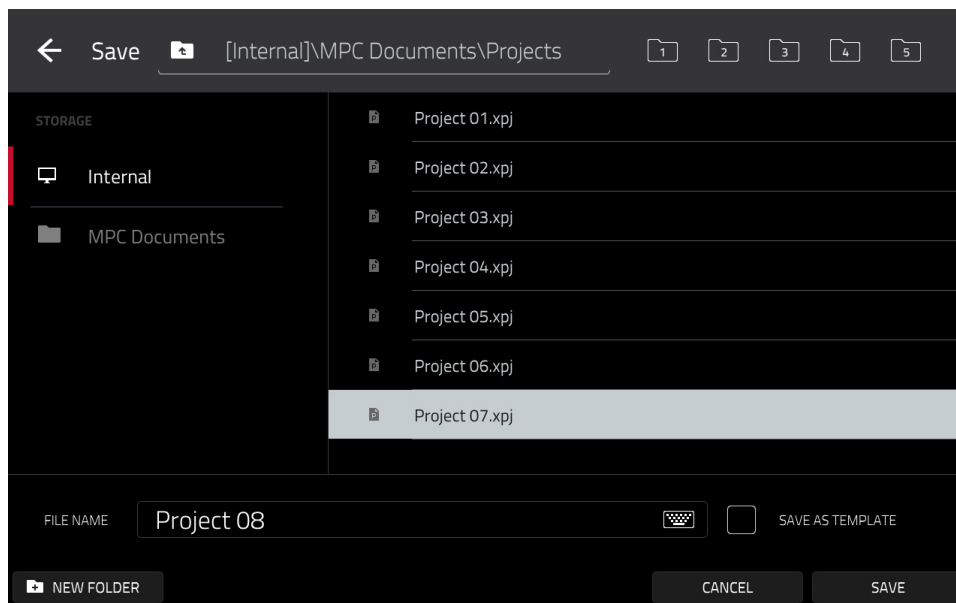 Save [Internal]\MPC Documents\Projects 1 2 3 4 5
STORAGE
Internal
MPC Documents
Project 01.xpj
Project 02.xpj
Project 03.xpj
Project 04.xpj
Project 05.xpj
Project 06.xpj
Project 07.xpj
FILE NAME Project 08 SAVE AS TEMPLATE
NEW FOLDER CANCEL SAVE